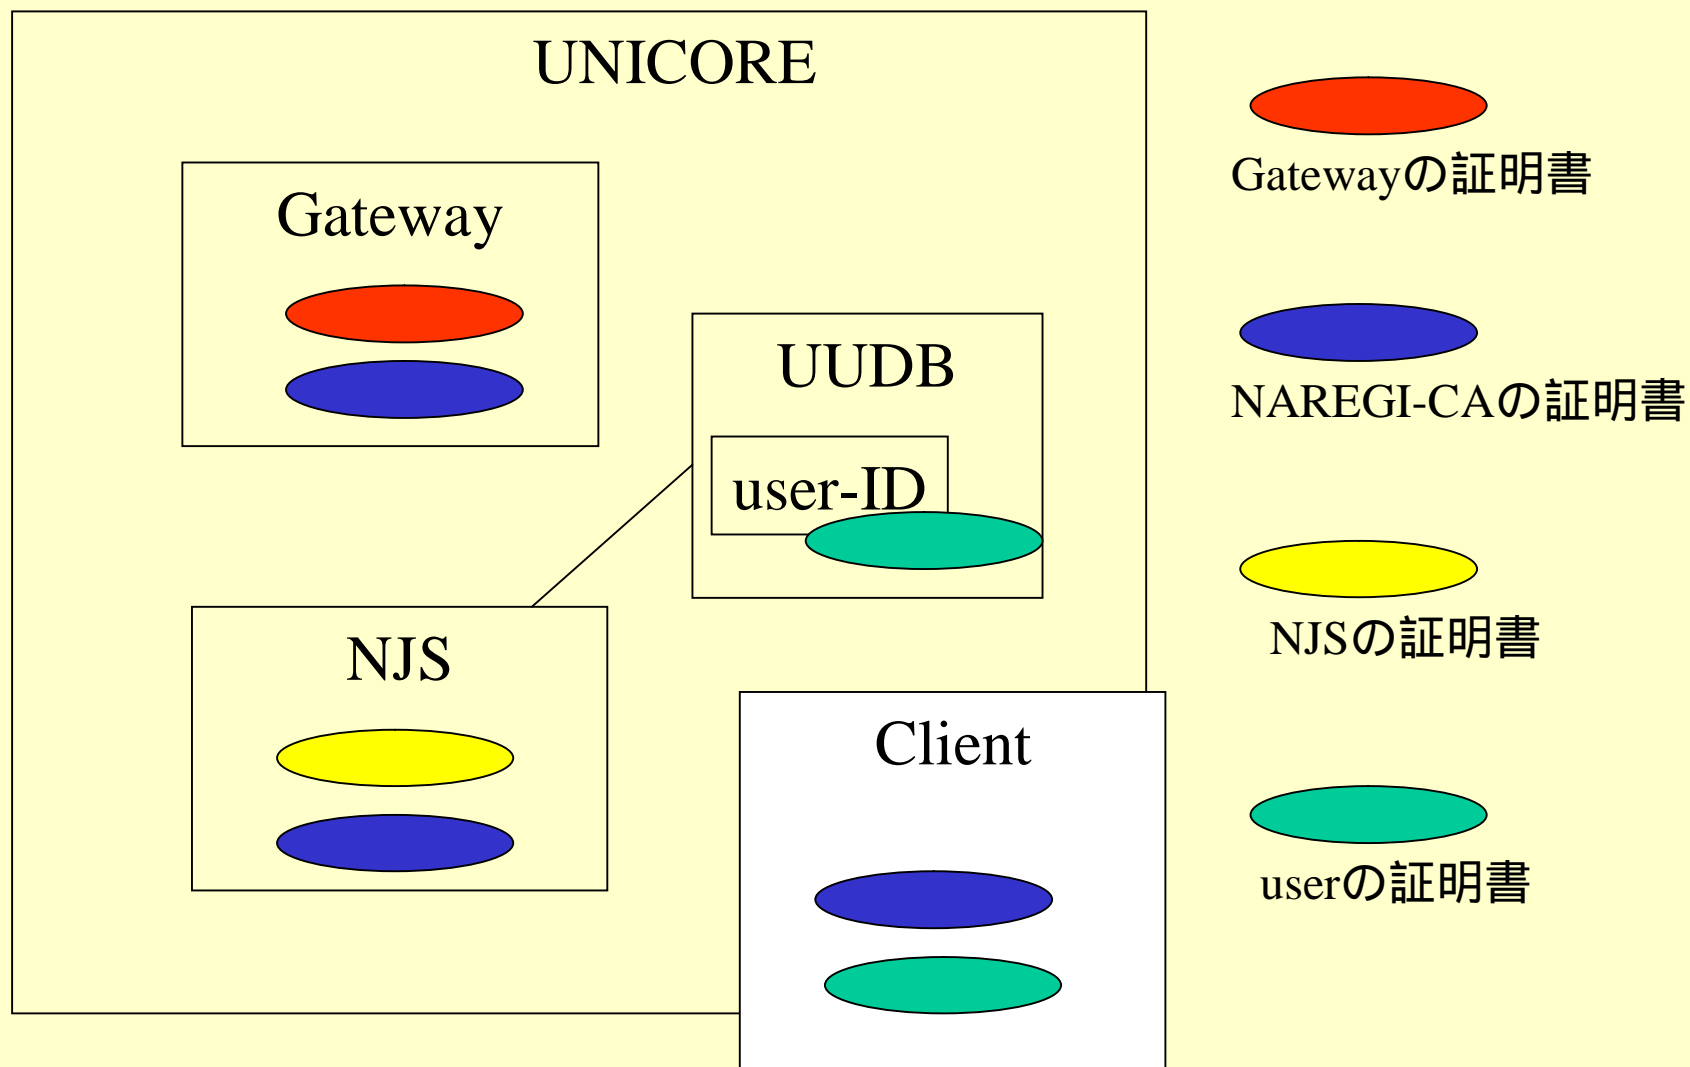 UNICORE
Gateway
UUDB
user-ID
NJS
Client
Gatewayの証明書
NAREGI-CAの証明書
NJSの証明書
userの証明書